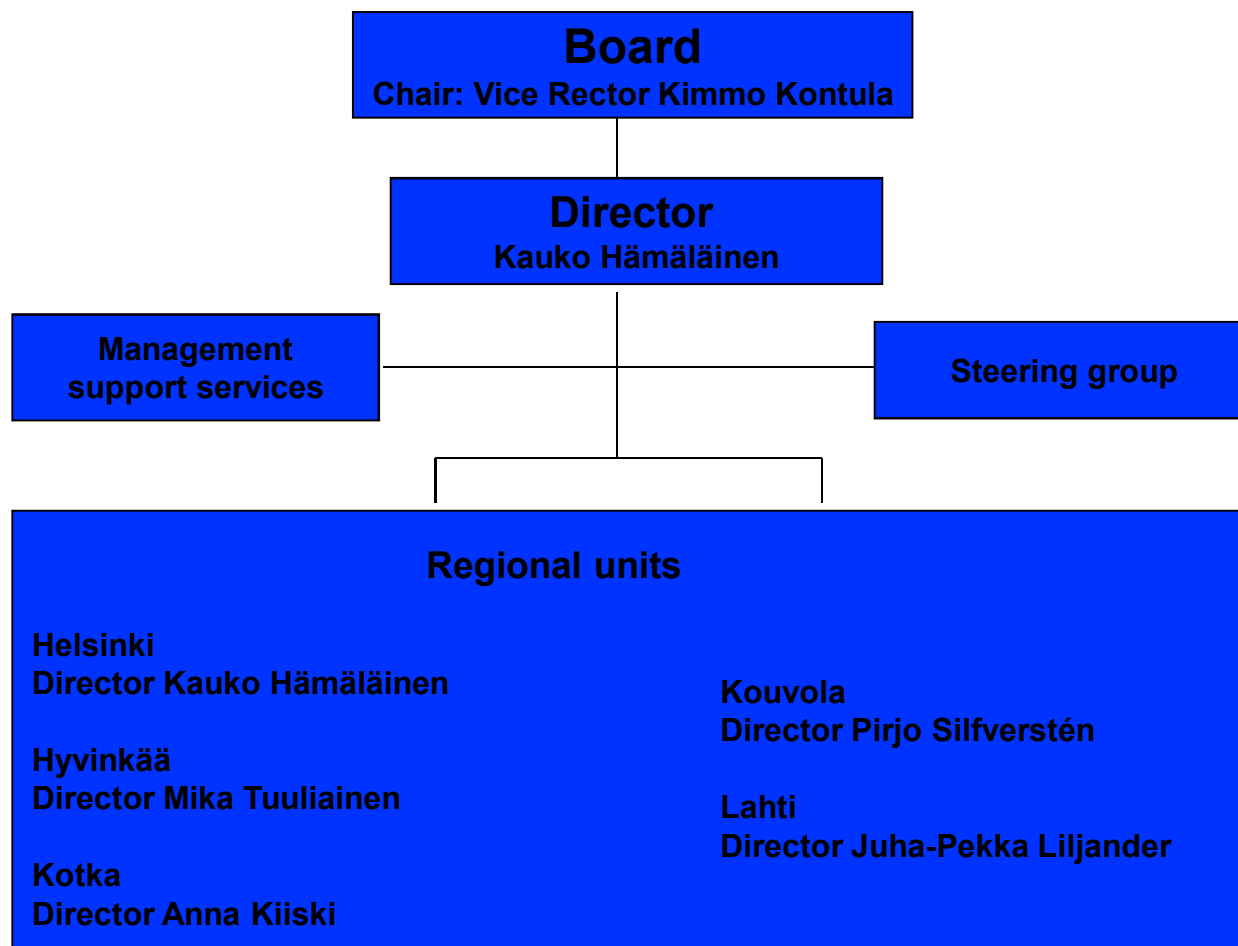 Board
Chair: Vice Rector Kimmo Kontula
Director
Kauko Hämäläinen
Management
support services
Steering group
Regional units
Helsinki
Director Kauko Hämäläinen
Hyvinkää
Director Mika Tuuliainen
Kotka
Director Anna Kiiski
Kouvola
Director Pirjo Silfverstén
Lahti
Director Juha-Pekka Liljander